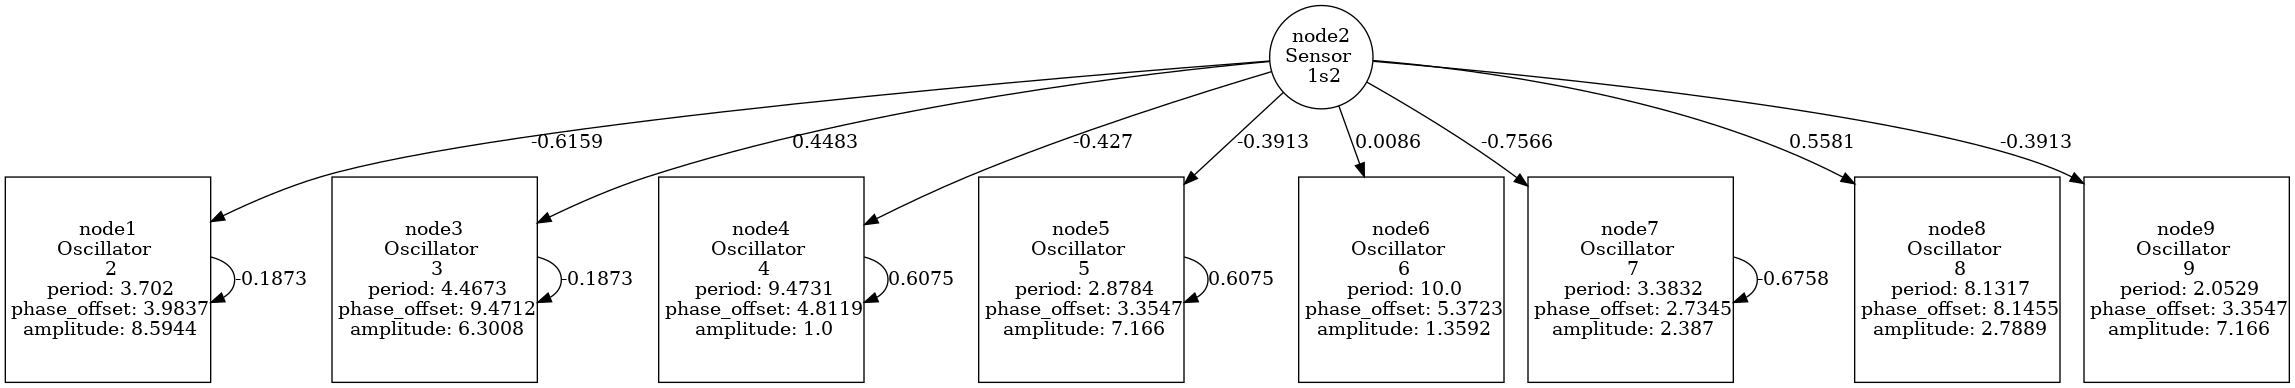 node2
Sensor
1s2
-0.6159
0.4483
-0.427
-0.3913
0.0086
-0.7566
0.5581
-0.3913
node1
Oscillator
2
period: 3.702
phase_offset: 3.9837
amplitude: 8.5944
-0.1873
node3
Oscillator
3
period: 4.4673
phase_offset: 9.4712
amplitude: 6.3008
-0.1873
node4
Oscillator
4
period: 9.4731
phase_offset: 4.8119
amplitude: 1.0
0.6075
node5
Oscillator
5
period: 2.8784
phase_offset: 3.3547
amplitude: 7.166
0.6075
node6
Oscillator
6
period: 10.0
phase_offset: 5.3723
amplitude: 1.3592
node7
Oscillator
7
period: 3.3832
phase_offset: 2.7345
amplitude: 2.387
-0.6758
node8
Oscillator
8
period: 8.1317
phase_offset: 8.1455
amplitude: 2.7889
node9
Oscillator
9
period: 2.0529
phase_offset: 3.3547
amplitude: 7.166